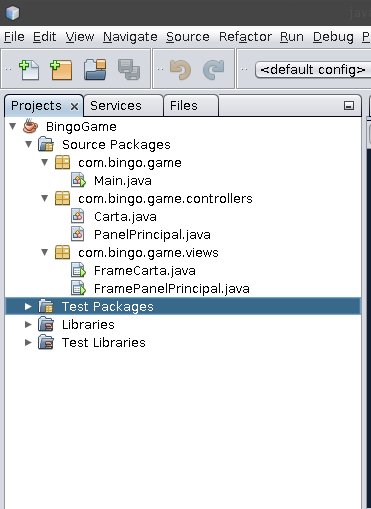 File Edit View Navigate Source Refactor Run Debug
<default config>
Projects x Services Files
BingoGame
Source Packages
com.bingo.game
Main.java
com.bingo.game.controllers
Carta.java
PanelPrincipal.java
com.bingo.game.views
FrameCarta.java
FramePanelPrincipal.java
Test Packages
Libraries
Test Libraries